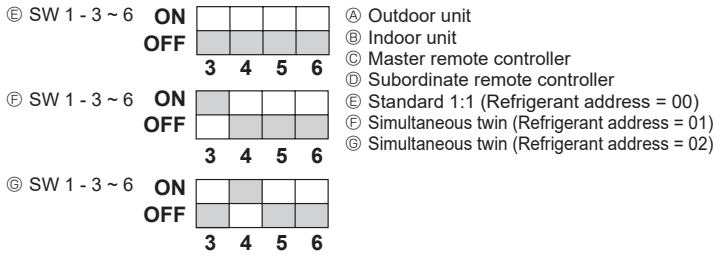 Ⓔ SW 1 - 3 ~ 6 ON
OFF
3 4 5 6
Ⓕ SW 1 - 3 ~ 6 ON
OFF
3 4 5 6
Ⓖ SW 1 - 3 ~ 6 ON
OFF
3 4 5 6
Ⓐ Outdoor unit
Ⓑ Indoor unit
Ⓒ Master remote controller
Ⓓ Subordinate remote controller
Ⓔ Standard 1:1 (Refrigerant address = 00)
Ⓕ Simultaneous twin (Refrigerant address = 01)
Ⓖ Simultaneous twin (Refrigerant address = 02)